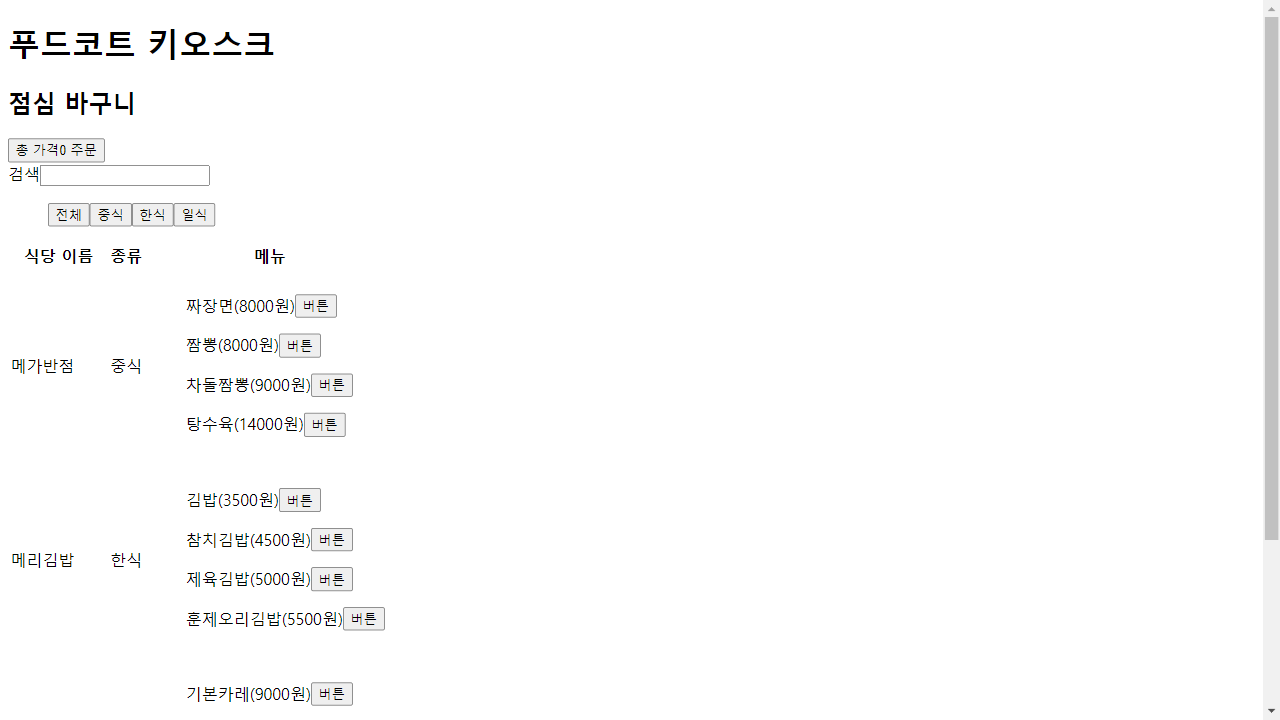 푸드코트 키오스크
점심 바구니
총 가격0 주문
검색
전체 중식 한식 일식
식당 이름 종류 메뉴
짜장면(8000원) 버튼
짬뽕(8000원) 버튼
메가반점 중식
차돌짬뽕(9000원) 버튼
탕수육(14000원) 버튼
김밥(3500원) 버튼
참치김밥(4500원) 버튼
메리김밥 한식
제육김밥(5000원) 버튼
훈제오리김밥(5500원) 버튼
기본카레(9000원) 버튼